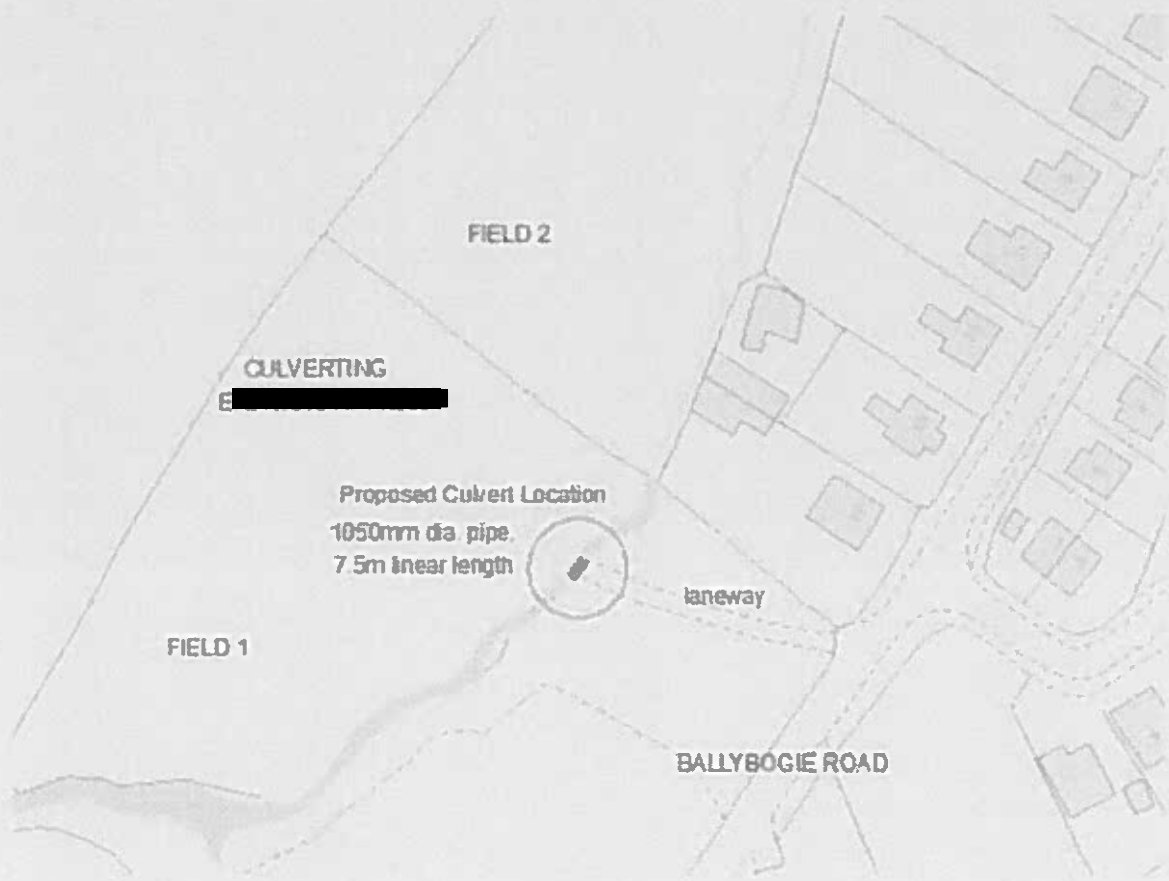 FIELD 2
CULVERTING
Proposed Culvert Location
1050mm dia. pipe.
7.5m linear length
laneway
FIELD 1
BALLYBOGIE ROAD